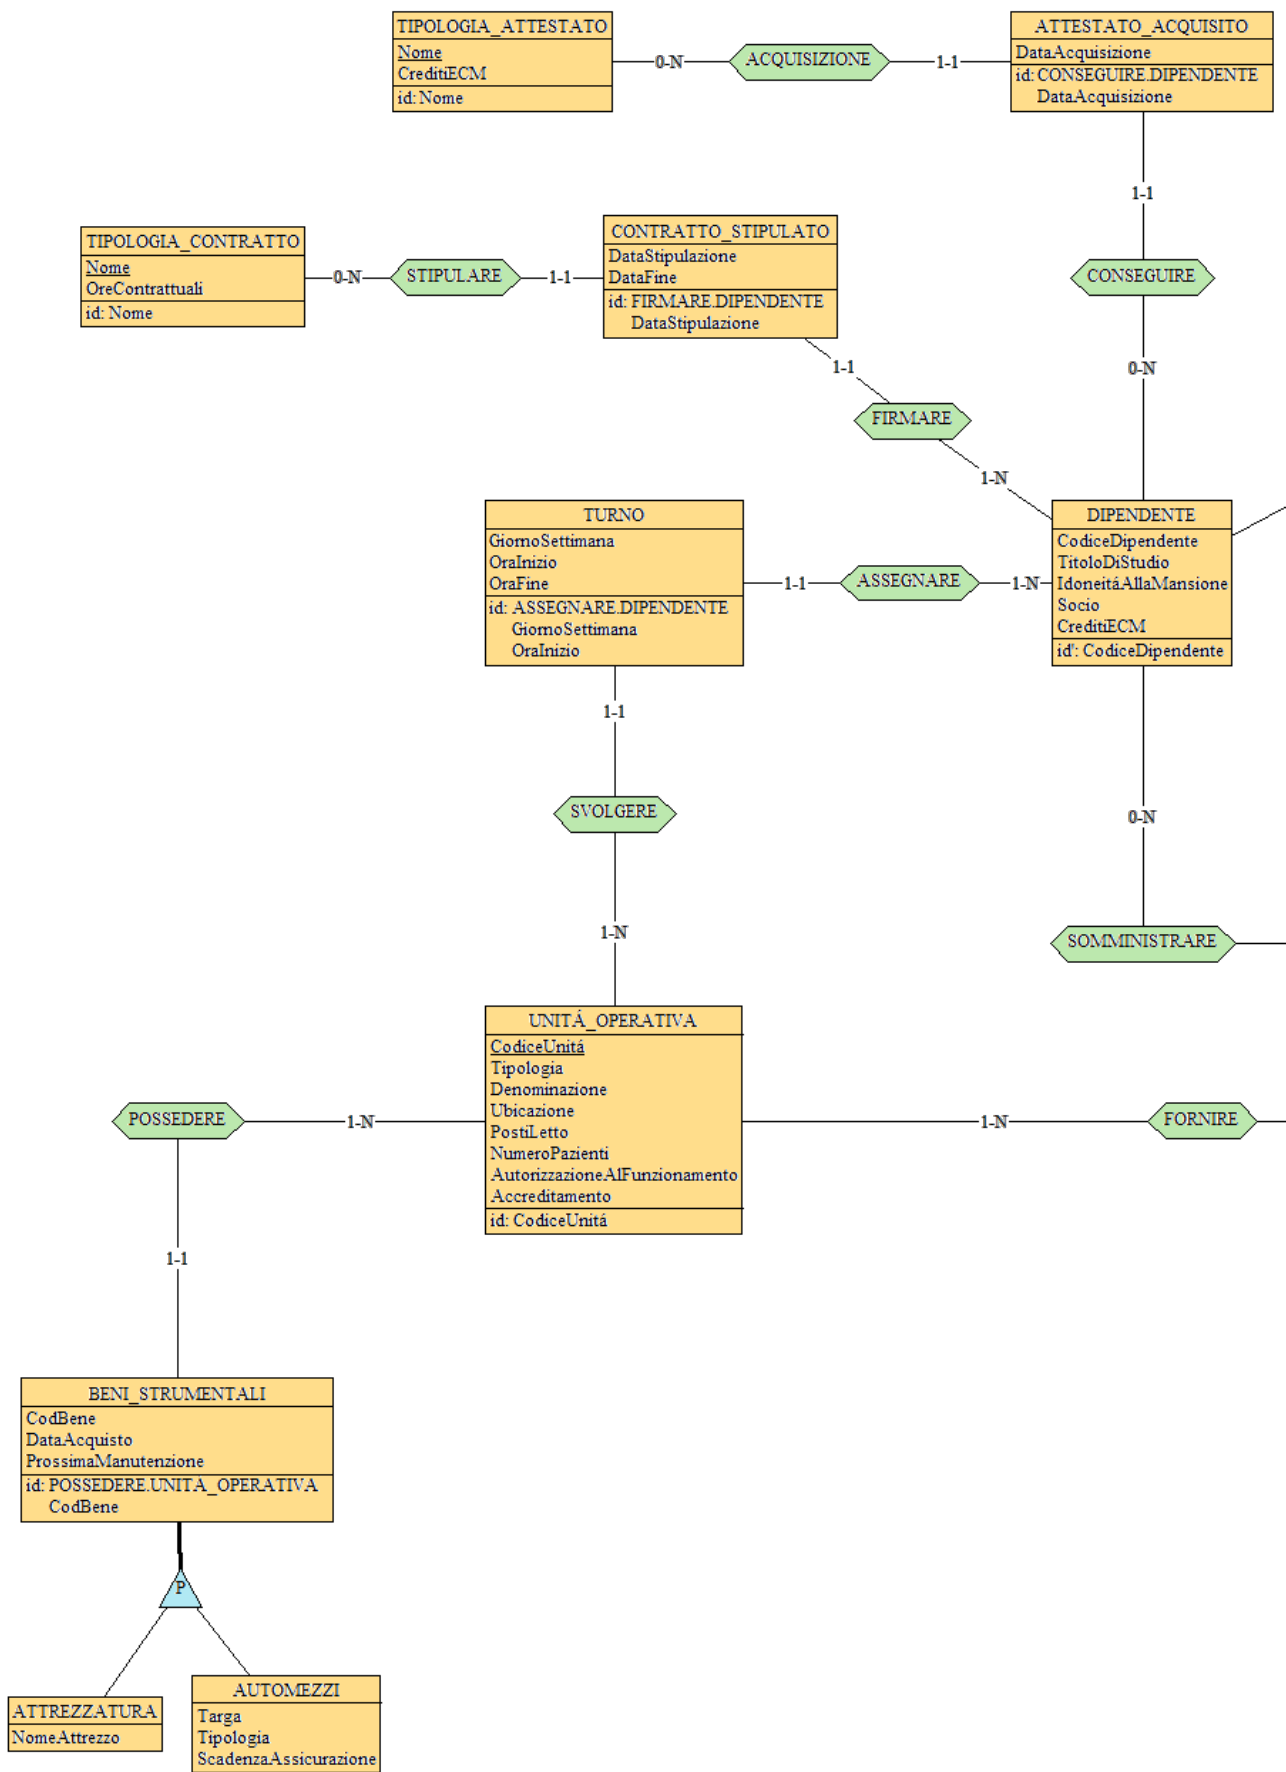 TIPOLOGIA_ATTESTATO
Nome
CreditiECM
id: Nome
0-N
ACQUISIZIONE
1-1
ATTESTATO_ACQUISITO
DataAcquisizione
id: CONSEGUIRE.DIPENDENTE
DataAcquisizione
1-1
CONSEGUIRE
0-N
TIPOLOGIA_CONTRATTO
Nome
OreContrattuali
id: Nome
0-N
STIPULARE
1-1
CONTRATTO_STIPULATO
DataStipulazione
DataFine
id: FIRMARE.DIPENDENTE
DataStipulazione
1-1
FIRMARE
1-N
TURNO
GiornoSettimana
OraInizio
OraFine
id: ASSEGNARE.DIPENDENTE
GiornoSettimana
OraInizio
1-1
ASSEGNARE
1-N
DIPENDENTE
CodiceDipendente
TitoloDiStudio
IdoneitáAllaMansione
Socio
CreditiECM
id': CodiceDipendente
1-1
SVOLGERE
1-N
0-N
SOMMINISTRARE
UNITÁ_OPERATIVA
CodiceUnitá
Tipologia
Denominazione
Ubicazione
PostiLetto
NumeroPazienti
AutorizzazioneAlFunzionamento
Accreditamento
id: CodiceUnitá
POSSEDERE
1-N
1-N
FORNIRE
1-1
BENI_STRUMENTALI
CodBene
DataAcquisto
ProssimaManutenzione
id: POSSEDERE.UNITÁ_OPERATIVA
CodBene
P
ATTREZZATURA
NomeAttrezzo
AUTOMEZZI
Targa
Tipologia
ScadenzaAssicurazione